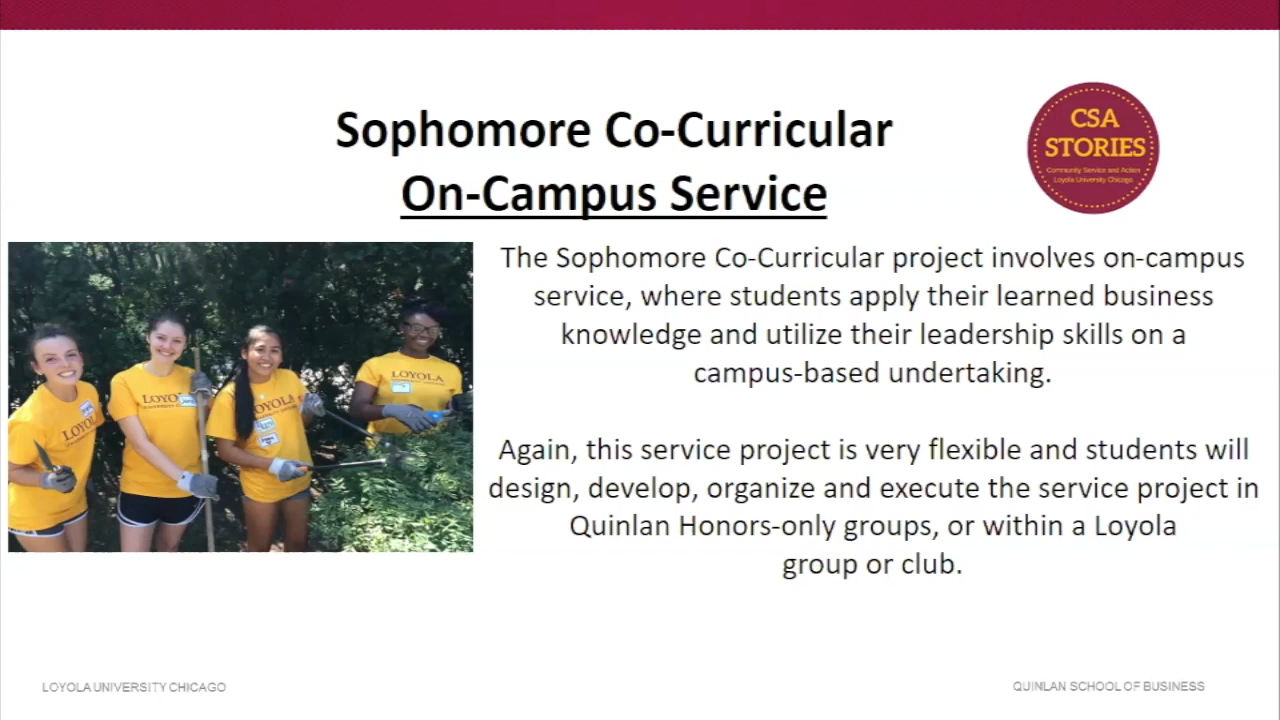 Sophomore Co-Curricular
On-Campus Service
CSA
STORIES
Community Service and Action
Loyola University Chicago
LOYOLA
LOYOLA
LOYOLA
LOYOLA
The Sophomore Co-Curricular project involves on-campus
service, where students apply their learned business
knowledge and utilize their leadership skills on a
campus-based undertaking.
Again, this service project is very flexible and students will
design, develop, organize and execute the service project in
Quinlan Honors-only groups, or within a Loyola
group or club.
LOYOLA UNIVERSITY CHICAGO
QUINLAN SCHOOL OF BUSINESS